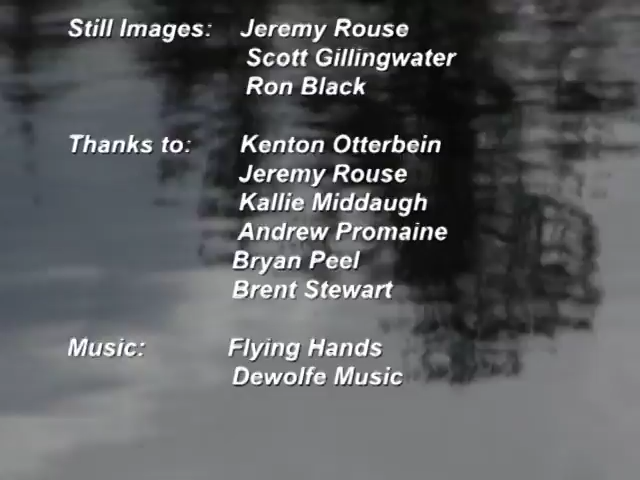 Still Images: Jeremy Rouse
Scott Gillingwater
Ron Black
Thanks to: Kenton Otterbein
Jeremy Rouse
Kallie Middaugh
Andrew Promaine
Bryan Peel
Brent Stewart
Music: Flying Hands
Dewolfe Music